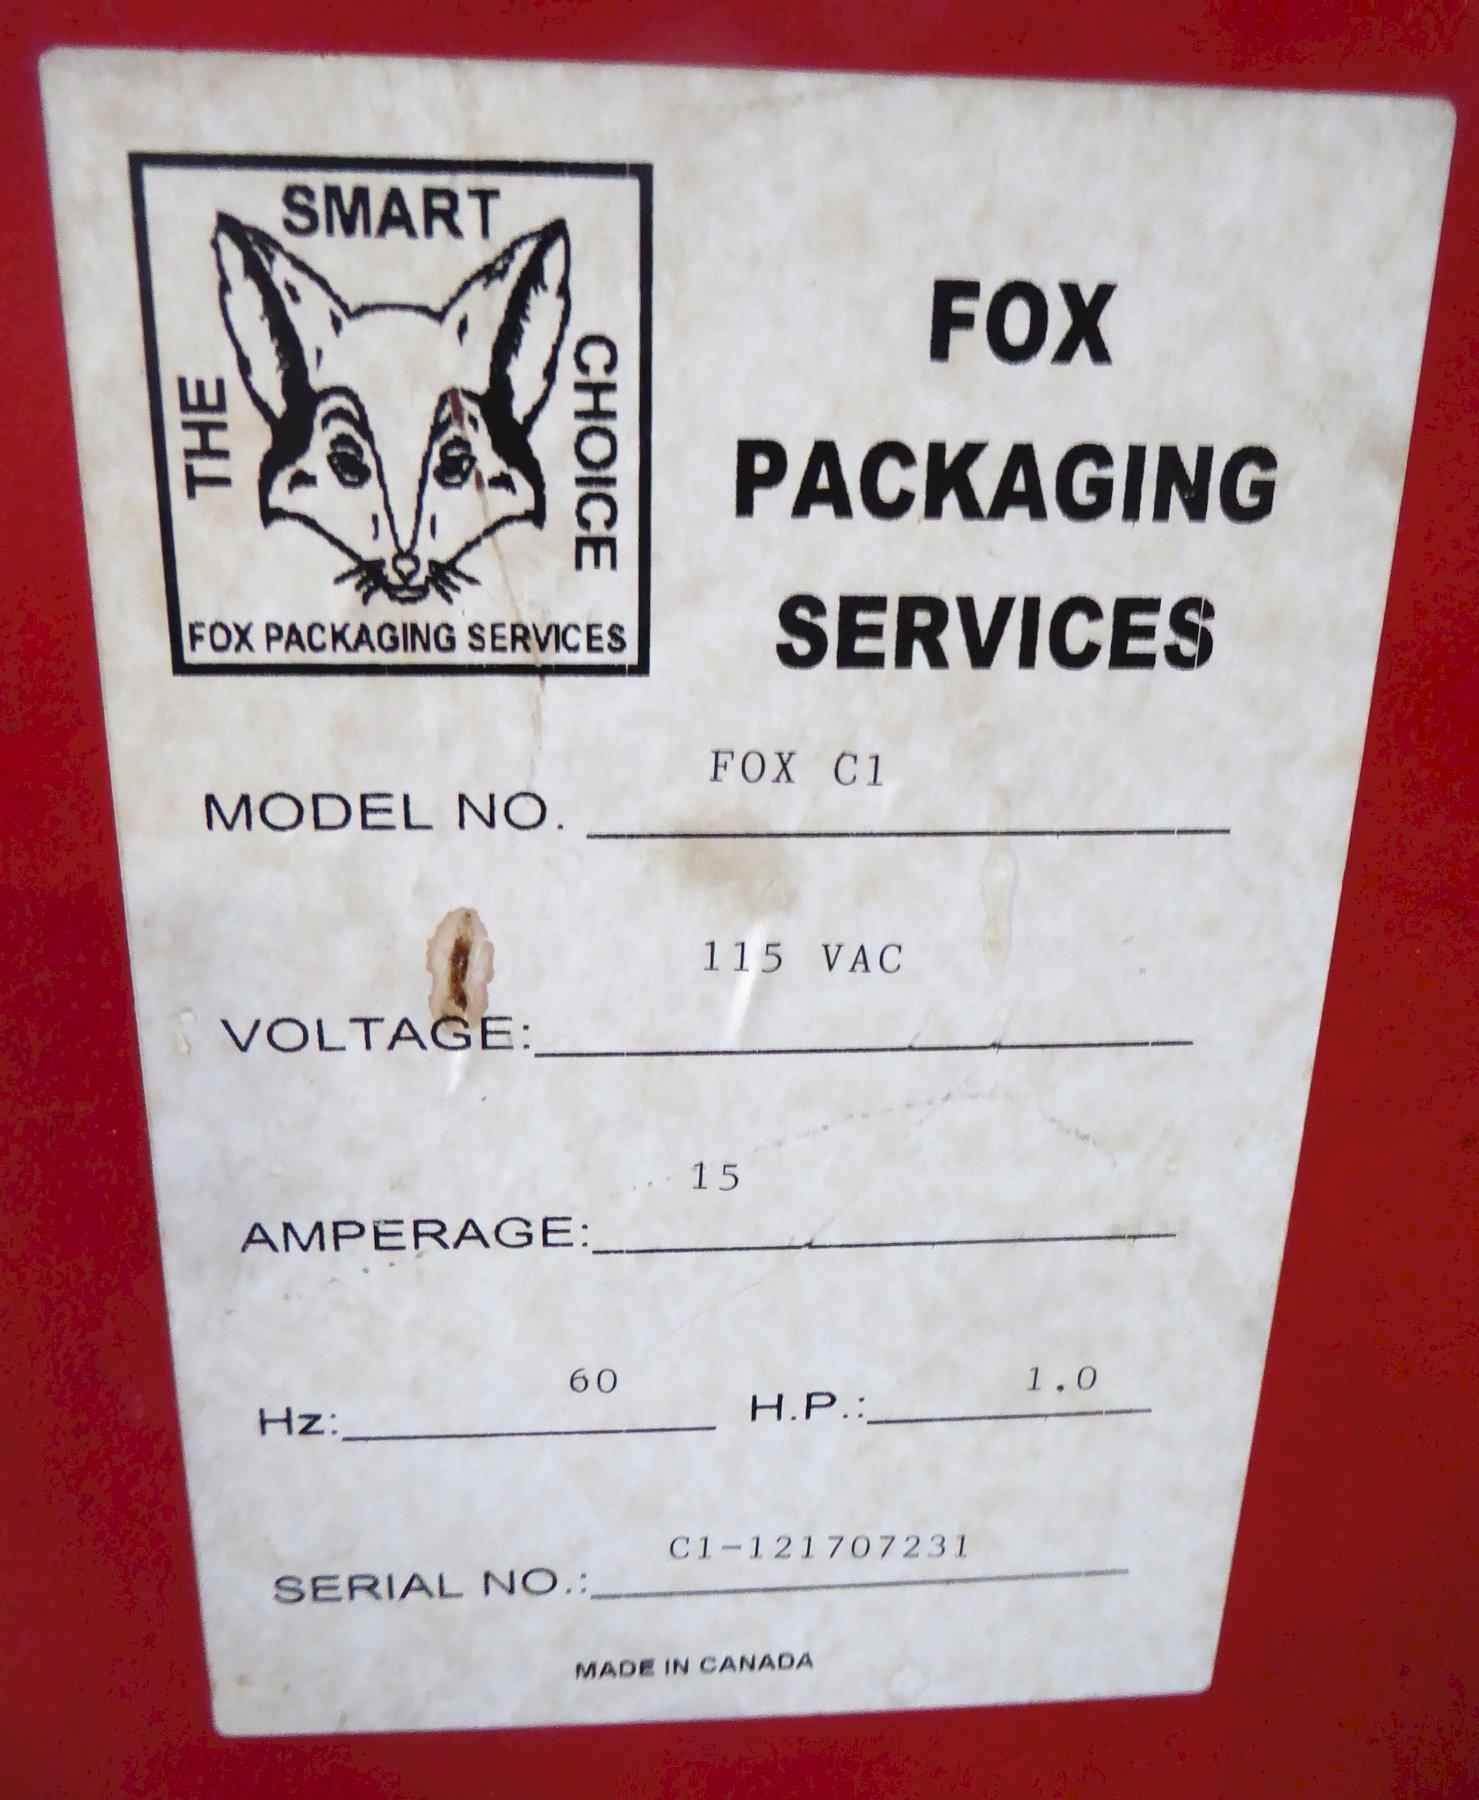 THE SMART CHOICE
FOX PACKAGING SERVICES
FOX
PACKAGING
SERVICES
MODEL NO. FOX C1
VOLTAGE: 115 VAC
AMPERAGE: 15
Hz: 60 H.P.: 1.0
SERIAL NO.: C1-121707231
MADE IN CANADA